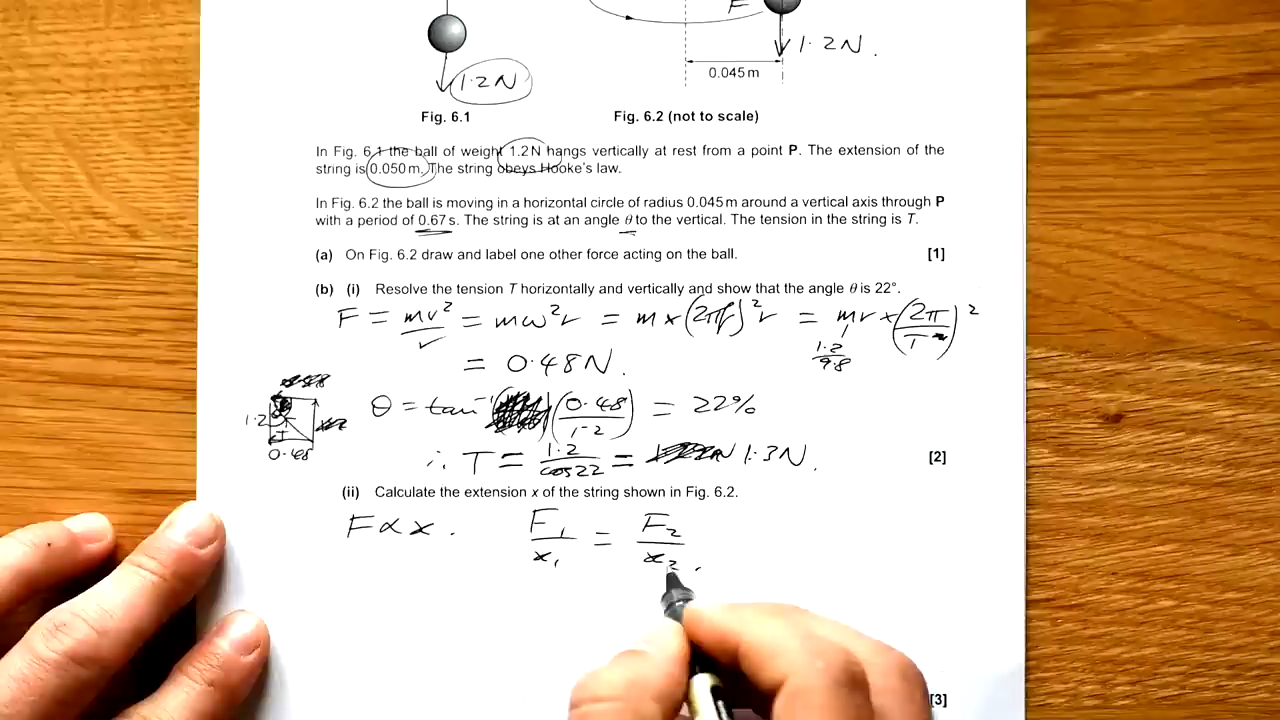 F
1.2N
1.2N.
0.045 m
Fig. 6.1
Fig. 6.2 (not to scale)
In Fig. 6.1 the ball of weight 1.2 N hangs vertically at rest from a point P. The extension of the
string is 0.050 m. The string obeys Hooke's law.
In Fig. 6.2 the ball is moving in a horizontal circle of radius 0.045 m around a vertical axis through P
with a period of 0.67 s. The string is at an angle θ to the vertical. The tension in the string is T.
(a) On Fig. 6.2 draw and label one other force acting on the ball. [1]
(b) (i) Resolve the tension T horizontally and vertically and show that the angle θ is 22°.
F = mv²/r = mω²r = m×(2πf)²r = mr×(2π/T)²
1.2/9.8
= 0.48N.
θ = tan⁻¹(0.48/1.2) = 22%
1.2
T
0.48
∴ T = 1.2/cos22 = 1.3N. [2]
(ii) Calculate the extension x of the string shown in Fig. 6.2.
F ∝ x. F₁/x₁ = F₂/x₂.
[3]